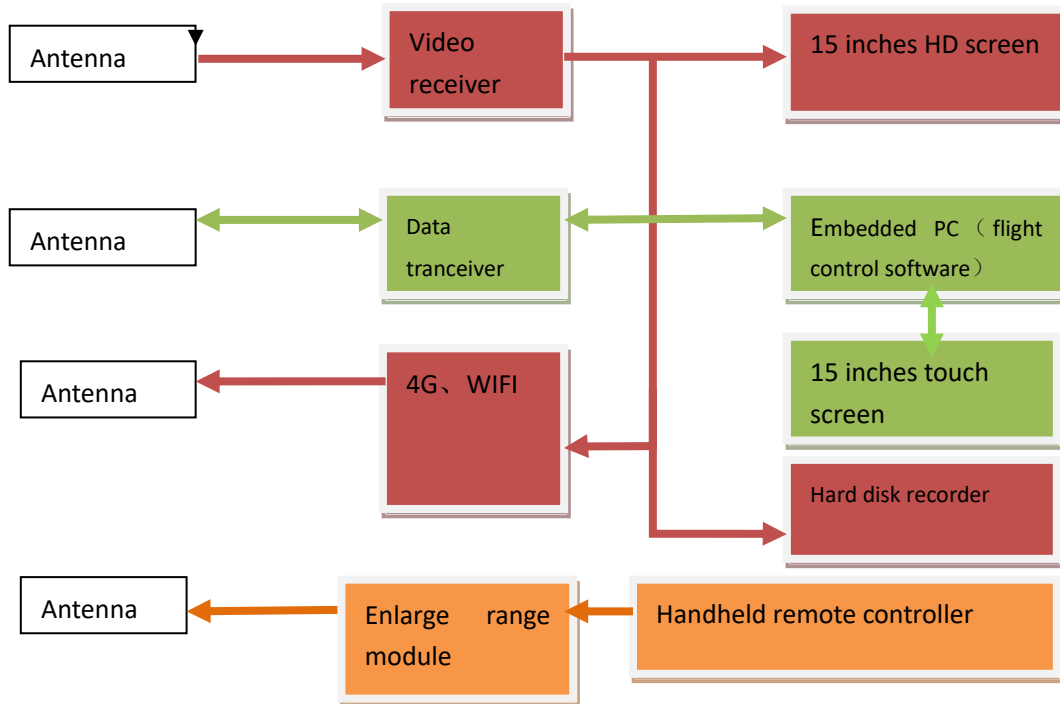 Antenna
Video
receiver
15 inches HD screen
Antenna
Data
tranceiver
Embedded PC（flight
control software）
Antenna
4G、WIFI
15 inches touch
screen
Hard disk recorder
Antenna
Enlarge range
module
Handheld remote controller